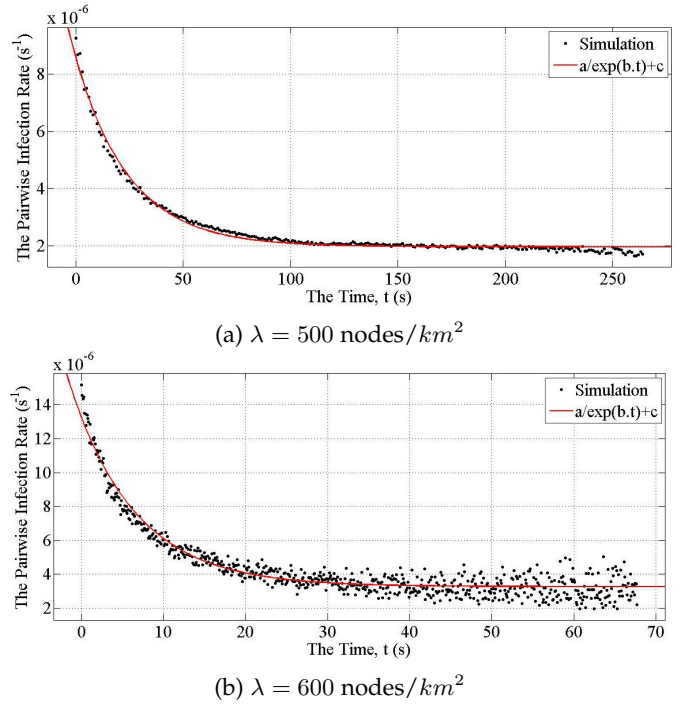 x 10^-6
8
6
4
2
The Pairwise Infection Rate (s^-1)
Simulation
a/exp(b.t)+c
0 50 100 150 200 250
The Time, t (s)
(a) λ = 500 nodes/km^2
x 10^-6
14
12
10
8
6
4
2
The Pairwise Infection Rate (s^-1)
Simulation
a/exp(b.t)+c
0 10 20 30 40 50 60 70
The Time, t (s)
(b) λ = 600 nodes/km^2